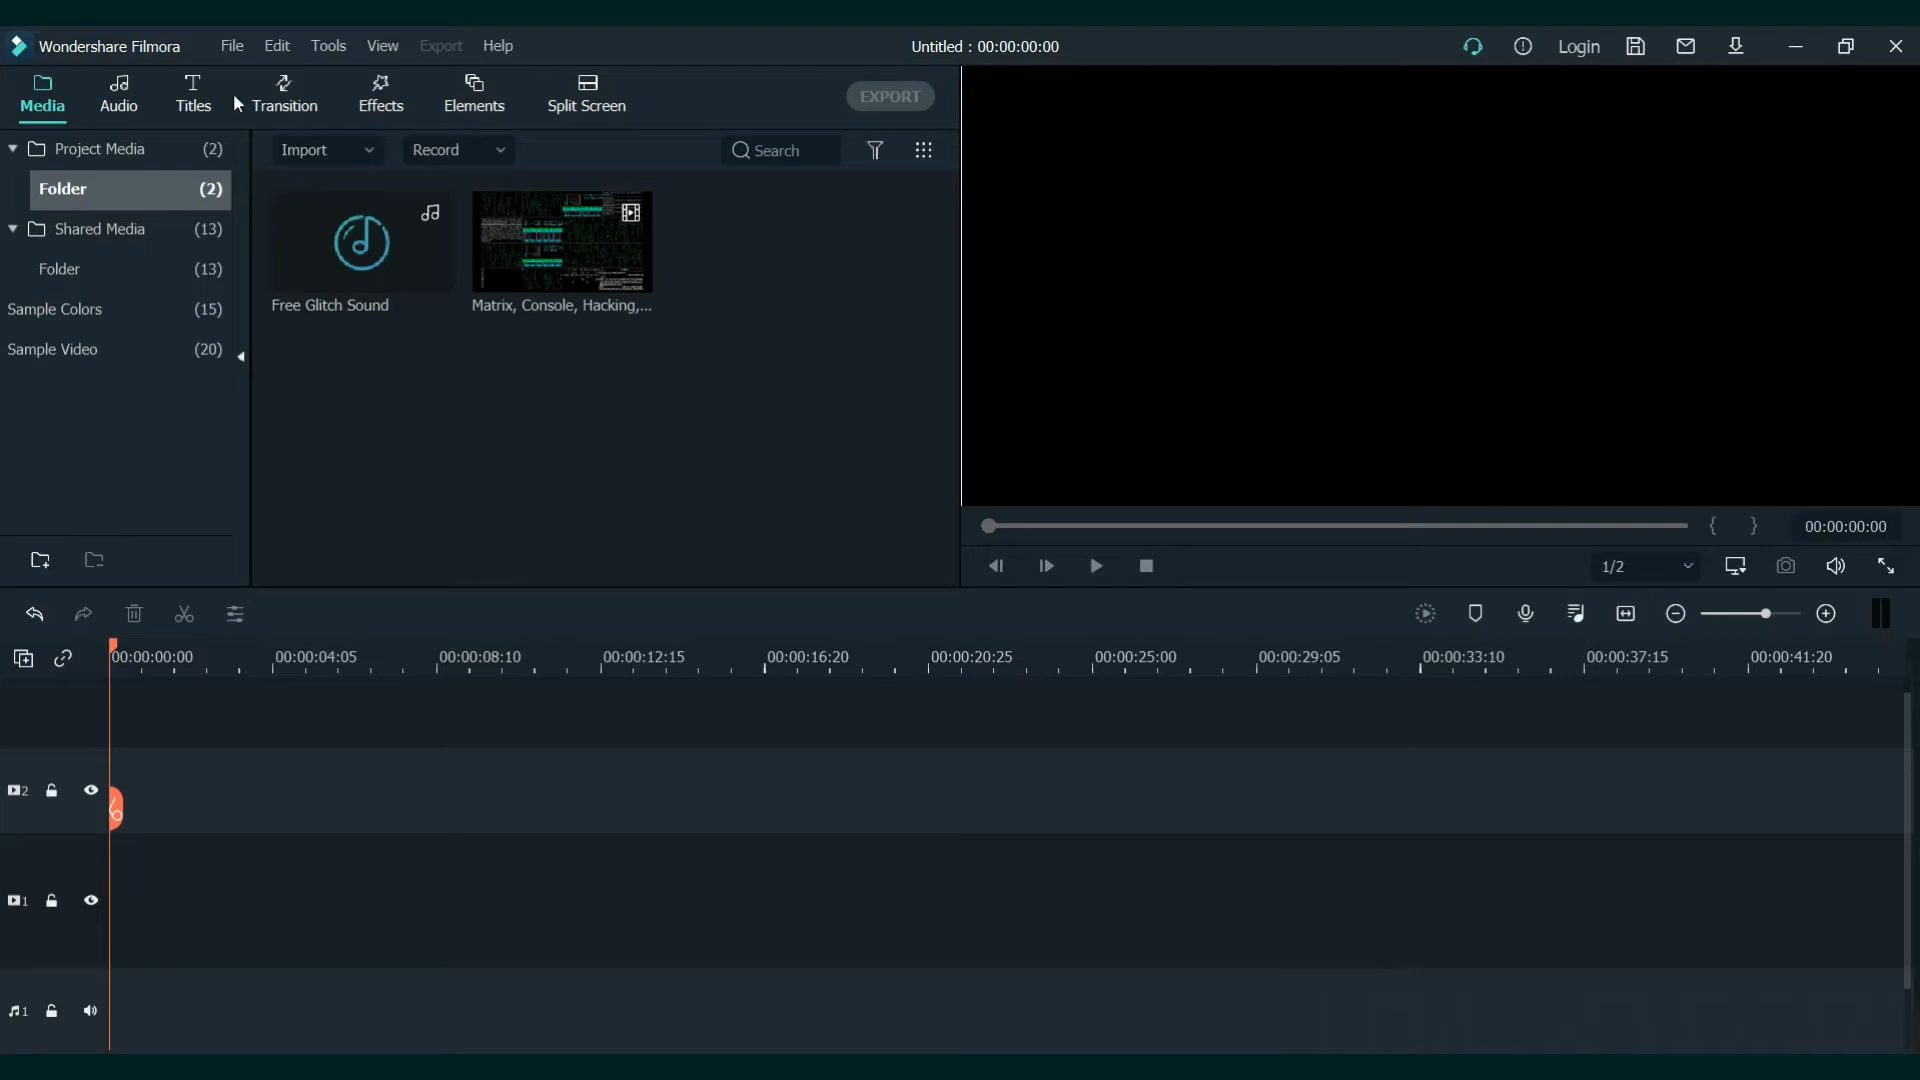 Wondershare Filmora File Edit Tools View Export Help Untitled : 00:00:00:00 Login
Media Audio Titles Transition Effects Elements Split Screen EXPORT
Project Media (2)
Folder (2)
Shared Media (13)
Folder (13)
Sample Colors (15)
Sample Video (20)
Import Record Search
Free Glitch Sound Matrix, Console, Hacking,...
{ } 00:00:00:00
1/2
00:00:00:00 00:00:04:05 00:00:08:10 00:00:12:15 00:00:16:20 00:00:20:25 00:00:25:00 00:00:29:05 00:00:33:10 00:00:37:15 00:00:41:20
2
1
1